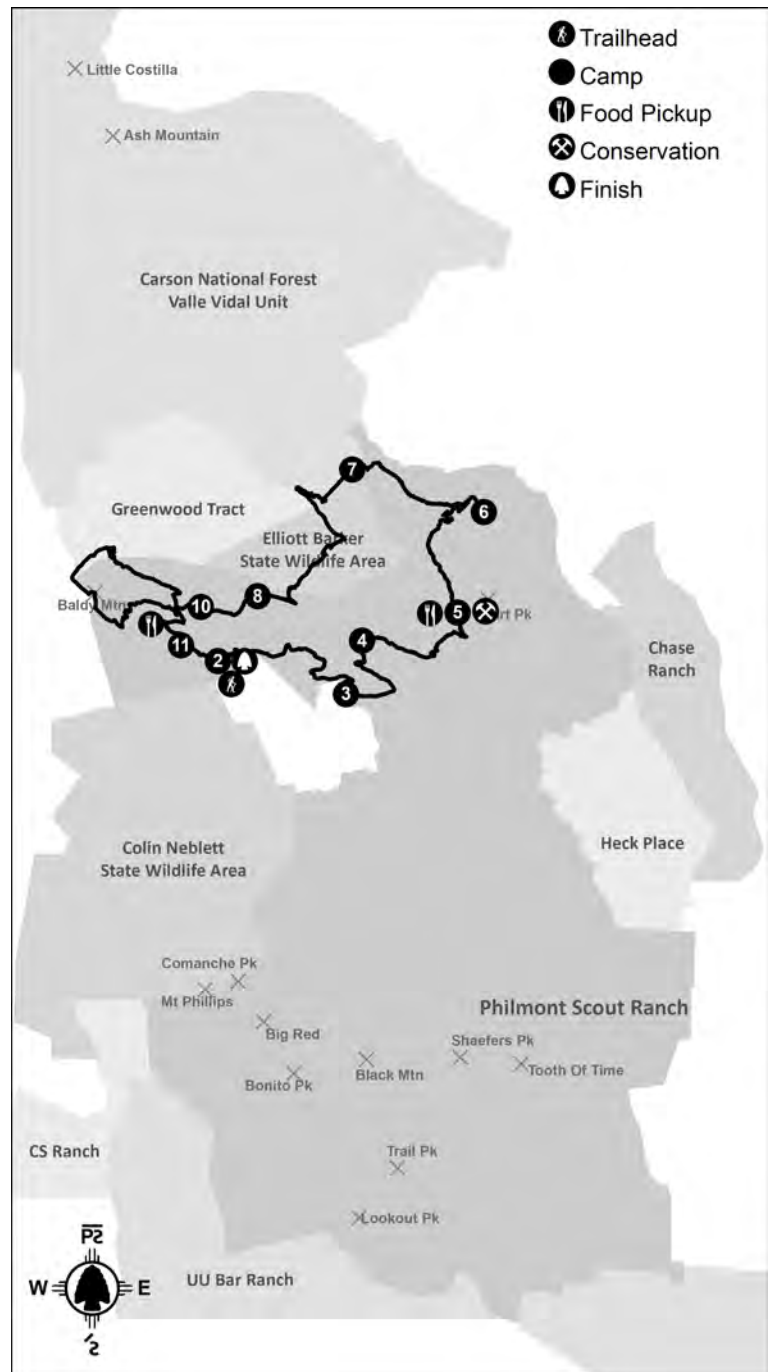 Trailhead
Camp
Food Pickup
Conservation
Finish
Little Costilla
Ash Mountain
Carson National Forest
Valle Vidal Unit
7
Greenwood Tract
6
Elliott Barker
State Wildlife Area
Baldy Mtn
10
8
5
4
11
2
3
Chase
Ranch
Heck Place
Colin Neblett
State Wildlife Area
Comanche Pk
Mt Phillips
Philmont Scout Ranch
Big Red
Shaefers Pk
Black Mtn
Tooth Of Time
Bonito Pk
CS Ranch
Trail Pk
Lookout Pk
UU Bar Ranch
W
E